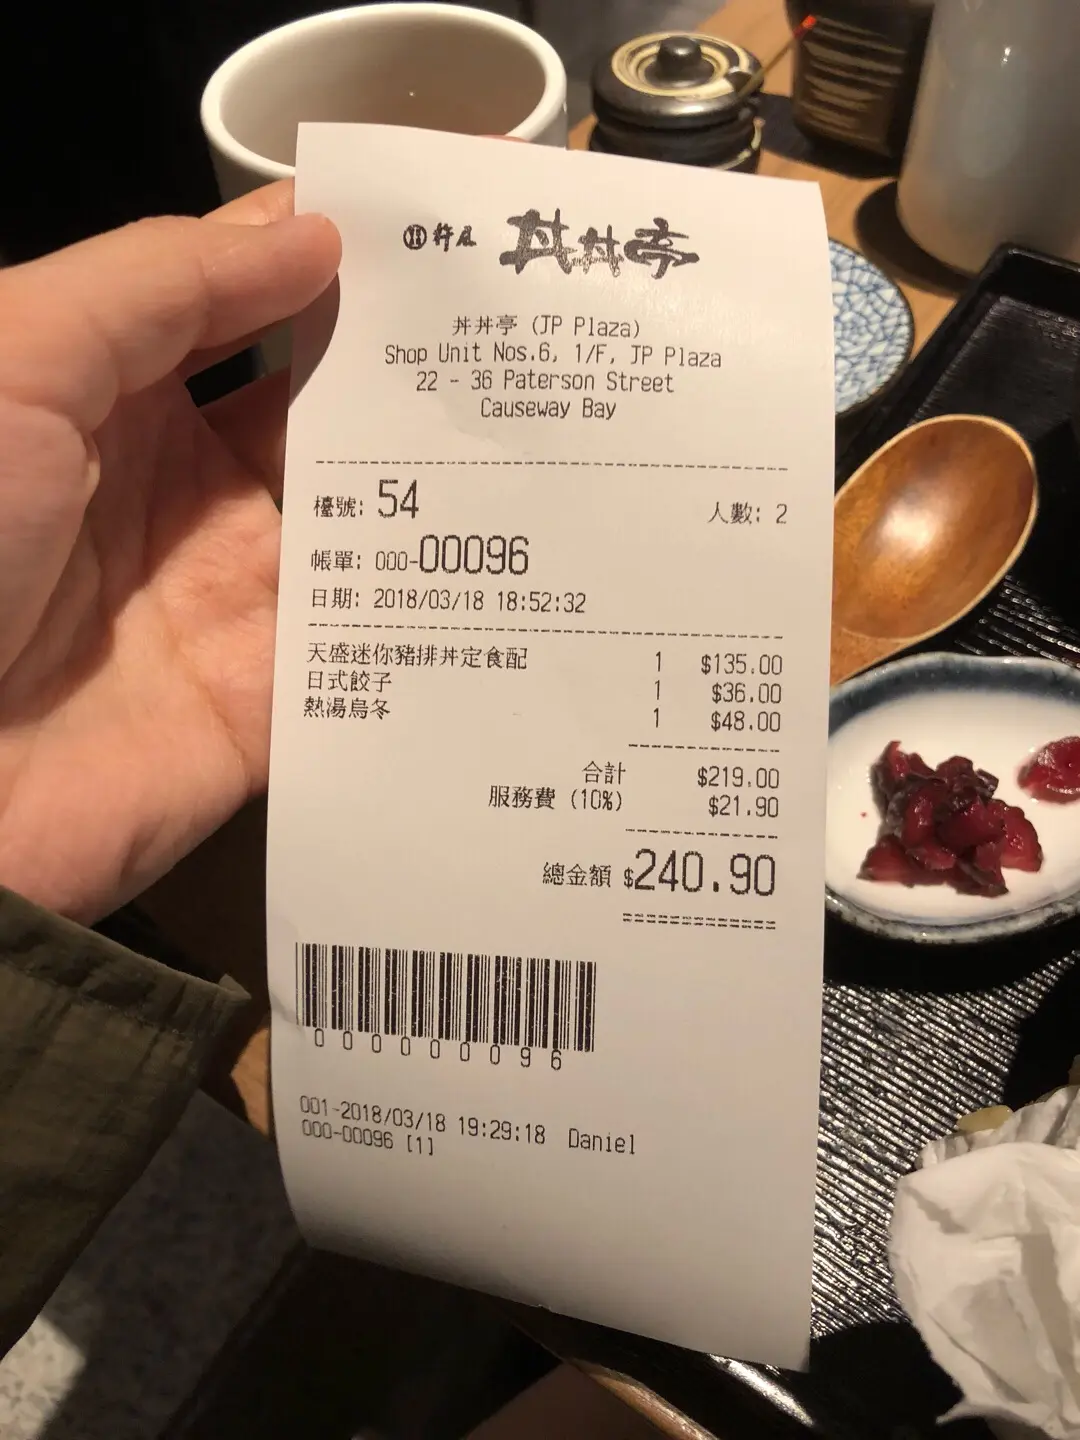 杵屋 丼丼亭
丼丼亭 (JP Plaza)
Shop Unit Nos.6, 1/F, JP Plaza
22 - 36 Paterson Street
Causeway Bay
檯號: 54 人數: 2
帳單: 000-00096
日期: 2018/03/18 18:52:32
天盛迷你豬排丼定食配 1 $135.00
日式餃子 1 $36.00
熱湯烏冬 1 $48.00
合計 $219.00
服務費 (10%) $21.90
總金額 $240.90
000000096
001-2018/03/18 19:29:18 Daniel
000-00096 [1]